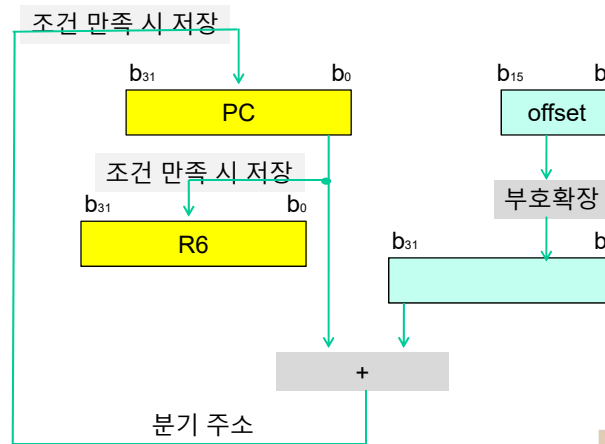 조건 만족 시 저장
b31 b0 b15 b
PC offset
조건 만족 시 저장
부호확장
b31 b0
R6
b31 b
+
분기 주소